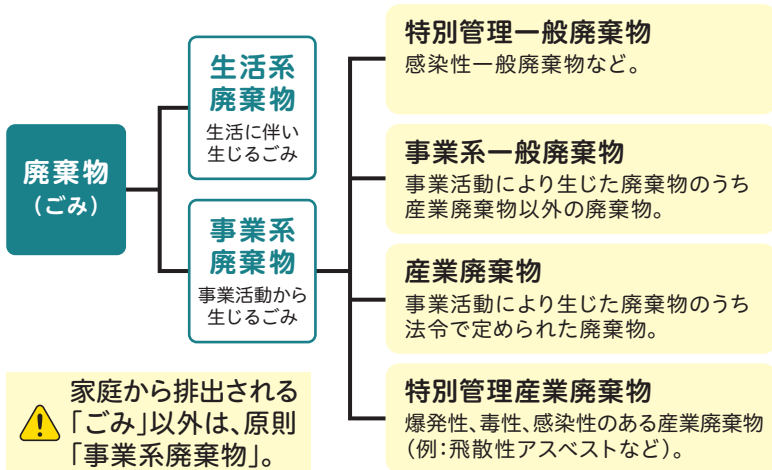 廃棄物
（ごみ）
生活系
廃棄物
生活に伴い
生じるごみ
事業系
廃棄物
事業活動から
生じるごみ
特別管理一般廃棄物
感染性一般廃棄物など。
事業系一般廃棄物
事業活動により生じた廃棄物のうち
産業廃棄物以外の廃棄物。
産業廃棄物
事業活動により生じた廃棄物のうち
法令で定められた廃棄物。
特別管理産業廃棄物
爆発性、毒性、感染性のある産業廃棄物
（例：飛散性アスベストなど）。
家庭から排出される
「ごみ」以外は、原則
「事業系廃棄物」。